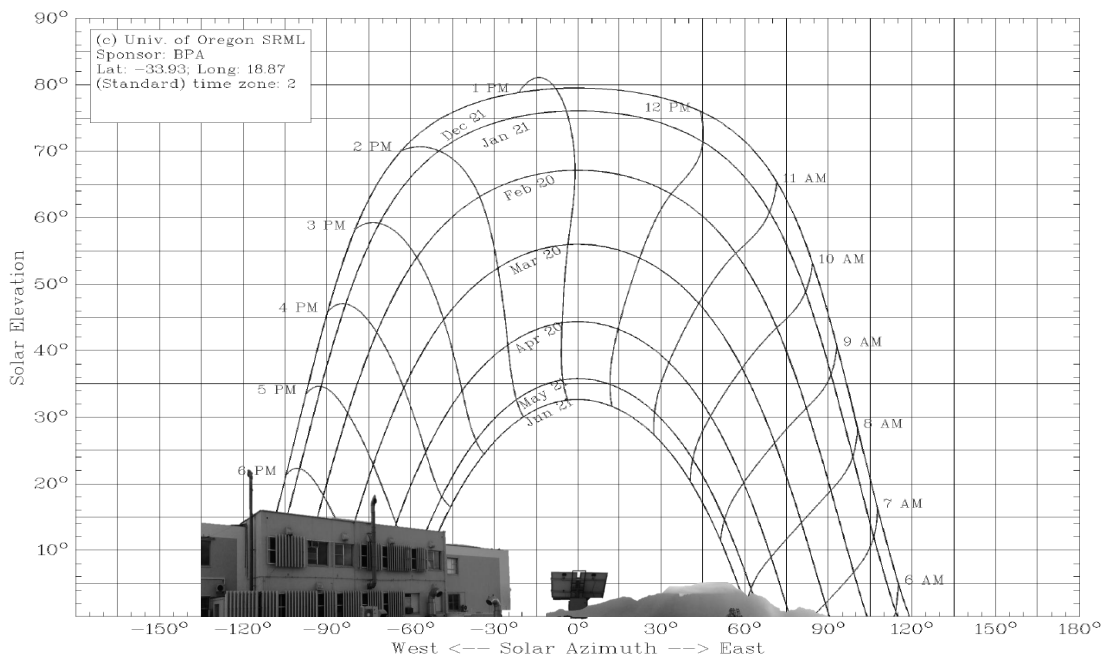 90°
80°
70°
60°
50°
40°
30°
20°
10°
Solar Elevation
(c) Univ. of Oregon SRML
Sponsor: BPA
Lat: -33.93; Long: 18.87
(Standard) time zone: 2
1 PM
12 PM
2 PM
11 AM
3 PM
10 AM
4 PM
9 AM
5 PM
8 AM
6 PM
7 AM
6 AM
Dec 21
Jan 21
Feb 20
Mar 20
Apr 20
May 21
Jun 21
-150° -120° -90° -60° -30° 0° 30° 60° 90° 120° 150° 180°
West <-- Solar Azimuth --> East